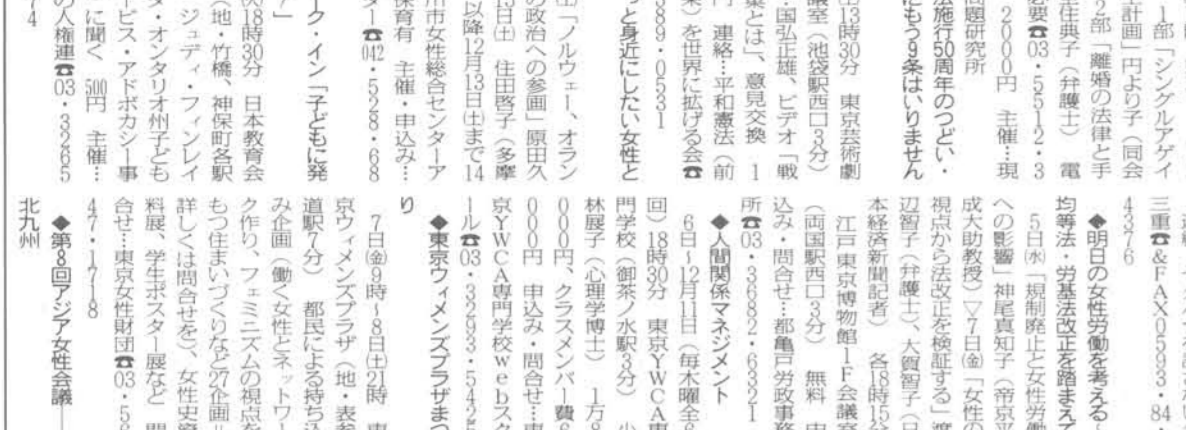 ー部「シングルアゲイ
計画」円より子（同会
2部「離婚の法律と手
住典子（弁護士） 電
必要☎03・5512・3
2000円 主催…現
問題研究所
法施行50周年のつどい・
にもう9条はいりません
13時30分 東京芸術劇
議室（池袋駅西口3分）
国弘正雄、ビデオ「戦
案とは」、意見交換 1
円 連絡…平和憲法（前
を世界に拡げる会☎
389・0531
っと身近にしたい女性と
「ノルウェー、オラン
の政治への参画」原田久
3日㈯ 住田啓子（多摩
以降12月13日㈯まで14
川市女性総合センターア
保育有 主催・申込み…
ター☎042・528・68
ーク・イン「子どもに発
」
18時30分 日本教育会
（地・竹橋、神保町各駅
ジュディ・フィンレイ
ダ・オンタリオ州子ども
ービス・アドボカシー事
に聞く 500円 主催…
の人権連☎03・3265
74
三重☎&FAX0593・84・
4376
◆明日の女性労働を考える～
均等法・労基法改正を踏まえて
5日㈬「規制廃止と女性労働
への影響」神尾真知子（帝京平
成大助教授）▽7日㈮「女性の
視点から法改正を検証する」渡
辺智子（弁護士）、大賀智子（日
本経済新聞記者） 各18時15分
江戸東京博物館1F会議室
（両国駅西口3分） 無料 申
込み・問合せ…都亀戸労政事務
所☎03・3682・6321
◆人間関係マネジメント
6日～12月11日（毎木曜全6
回）18時30分 東京YWCA専
門学校（御茶ノ水駅3分） 小
林展子（心理学博士） 1万8
000円、クラスメンバー費6
000円 申込み・問合せ…東
京YWCA専門学校webスク
ール☎03・3293・5425
◆東京ウィメンズプラザまつ
り
7日㈮9時～8日㈯21時 東
京ウィメンズプラザ（地・表参
道駅7分） 都民による持ち込
み企画（働く女性とネットワー
ク作り、フェミニズムの視点を
もつ住まいづくりなど27企画＝
詳しくは問合せを）、女性史資
料展、学生ポスター展など 問
合せ…東京女性財団☎03・5
47・1718
◆第8回アジア女性会議―
北九州